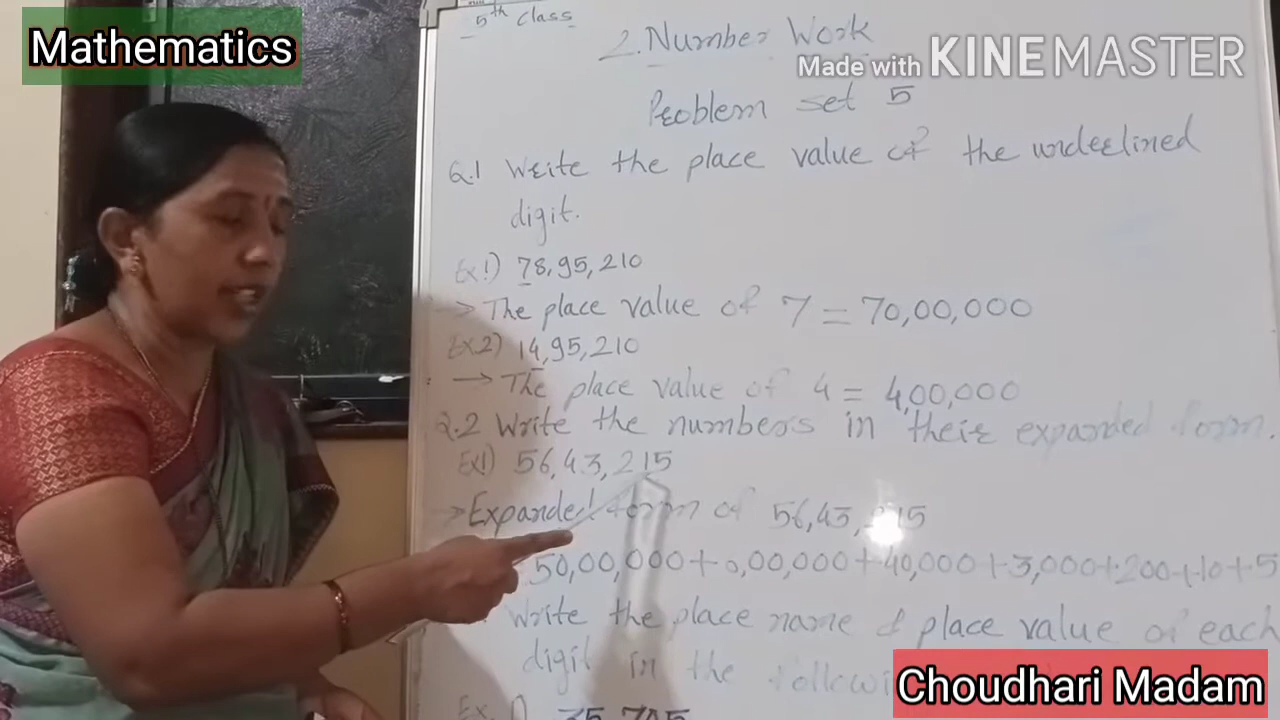 Mathematics
Made with KINEMASTER
5th Class
2. Number Work
Problem set 5
Q.1 Write the place value of the underlined
digit.
Ex.1) 78,95,210
→ The place value of 7 = 70,00,000
Ex.2) 14,95,210
→ The place value of 4 = 4,00,000
Q.2 Write the numbers in their expanded form.
Ex1) 56,43,215
→ Expanded form of 56,43,215
50,00,000+ ,00,000+40,000+3,000+200+10+5
Write the place name & place value of each
digit in the
Ex.
Choudhari Madam